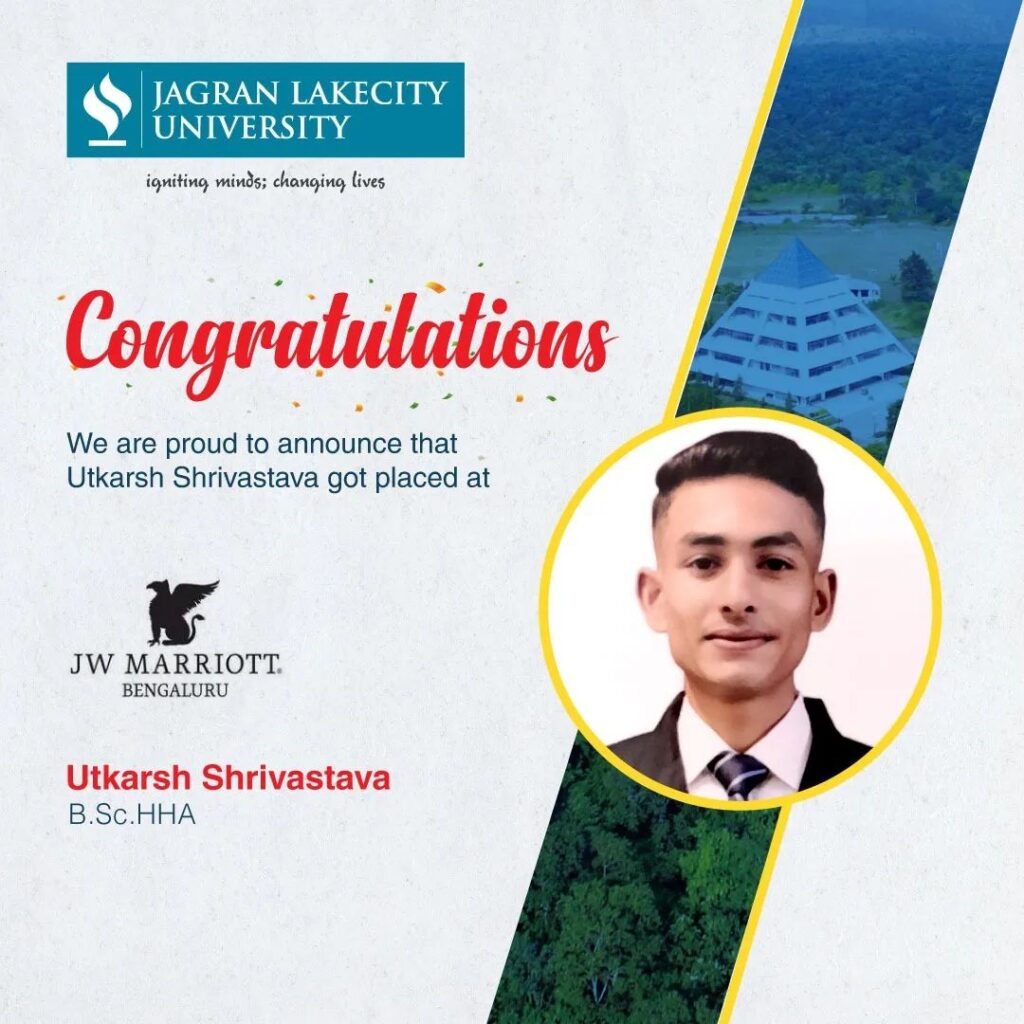 JAGRAN LAKECITY
UNIVERSITY
igniting minds; changing lives
Congratulations
We are proud to announce that
Utkarsh Shrivastava got placed at
JW MARRIOTT®
BENGALURU
Utkarsh Shrivastava
B.Sc.HHA